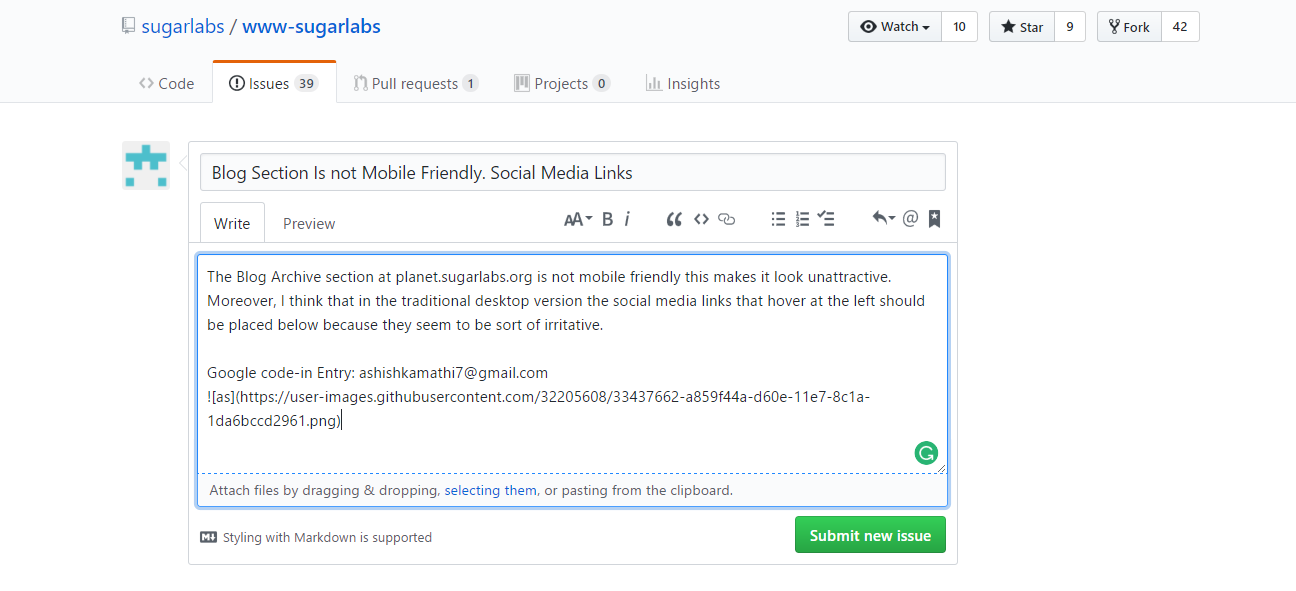 sugarlabs / www-sugarlabs
Watch 10 Star 9 Fork 42
Code Issues 39 Pull requests 1 Projects 0 Insights
Blog Section Is not Mobile Friendly. Social Media Links
Write Preview AA B i
The Blog Archive section at planet.sugarlabs.org is not mobile friendly this makes it look unattractive.
Moreover, I think that in the traditional desktop version the social media links that hover at the left should
be placed below because they seem to be sort of irritative.
Google code-in Entry: ashishkamathi7@gmail.com
![as](https://user-images.githubusercontent.com/32205608/33437662-a859f44a-d60e-11e7-8c1a-
1da6bccd2961.png)
Attach files by dragging & dropping, selecting them, or pasting from the clipboard.
Styling with Markdown is supported
Submit new issue